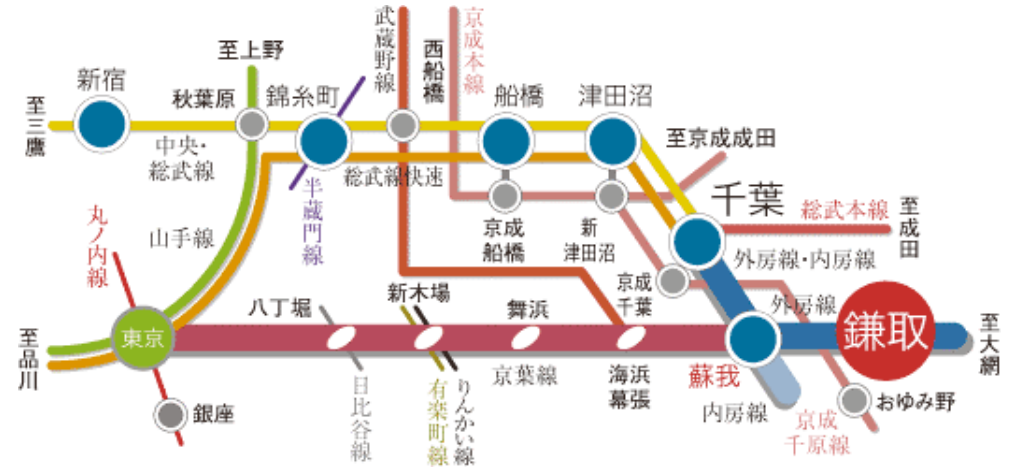 至上野
新宿
至三鷹
秋葉原
錦糸町
武蔵野線
西船橋
京成本線
船橋
津田沼
至京成成田
中央・
総武線
総武線快速
半蔵門線
京成
船橋
新
津田沼
千葉
総武本線
至成田
外房線・内房線
丸ノ内線
山手線
京成
千葉
外房線
八丁堀
新木場
舞浜
東京
鎌取
至大網
至品川
日比谷線
有楽町線
りんかい線
京葉線
海浜
幕張
蘇我
内房線
おゆみ野
京成
千原線
銀座